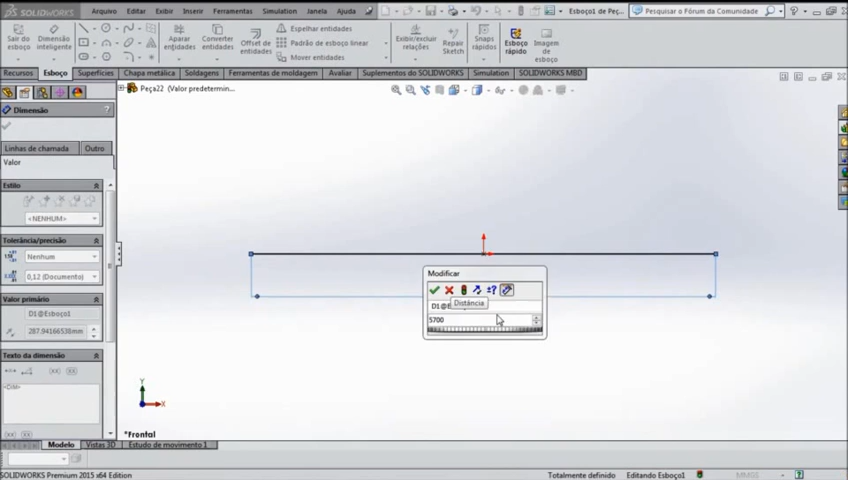 SOLIDWORKS
Arquivo
Editar
Exibir
Inserir
Ferramentas
Simulation
Janela
Ajuda
Esboço1 de Peç...
Pesquisar o Fórum da Comunidade
Sair do esboço
Dimensão inteligente
Aparar entidades
Converter entidades
Offset de entidades
Espelhar entidades
Padrão de esboço linear
Mover entidades
Exibir/excluir relações
Repair Sketch
Snaps rápidos
Esboço rápido
Imagem de esboço
Recursos
Esboço
Superfícies
Chapa metálica
Soldagens
Ferramentas de moldagem
Avaliar
Suplementos do SOLIDWORKS
Simulation
SOLIDWORKS MBD
Peça22 (Valor predetermin...
Dimensão
?
Linhas de chamada
Outro
Valor
Estilo
<NENHUM>
Tolerância/precisão
Nenhum
0,12 (Documento)
Valor primário
D1@Esboço1
287.94166538mm
Texto da dimensão
<DIM>
Modificar
Distância
5700
Y
X
*Frontal
Modelo
Vistas 3D
Estudo de movimento 1
SOLIDWORKS Premium 2015 x64 Edition
Totalmente definido
Editando Esboço1
MMGS